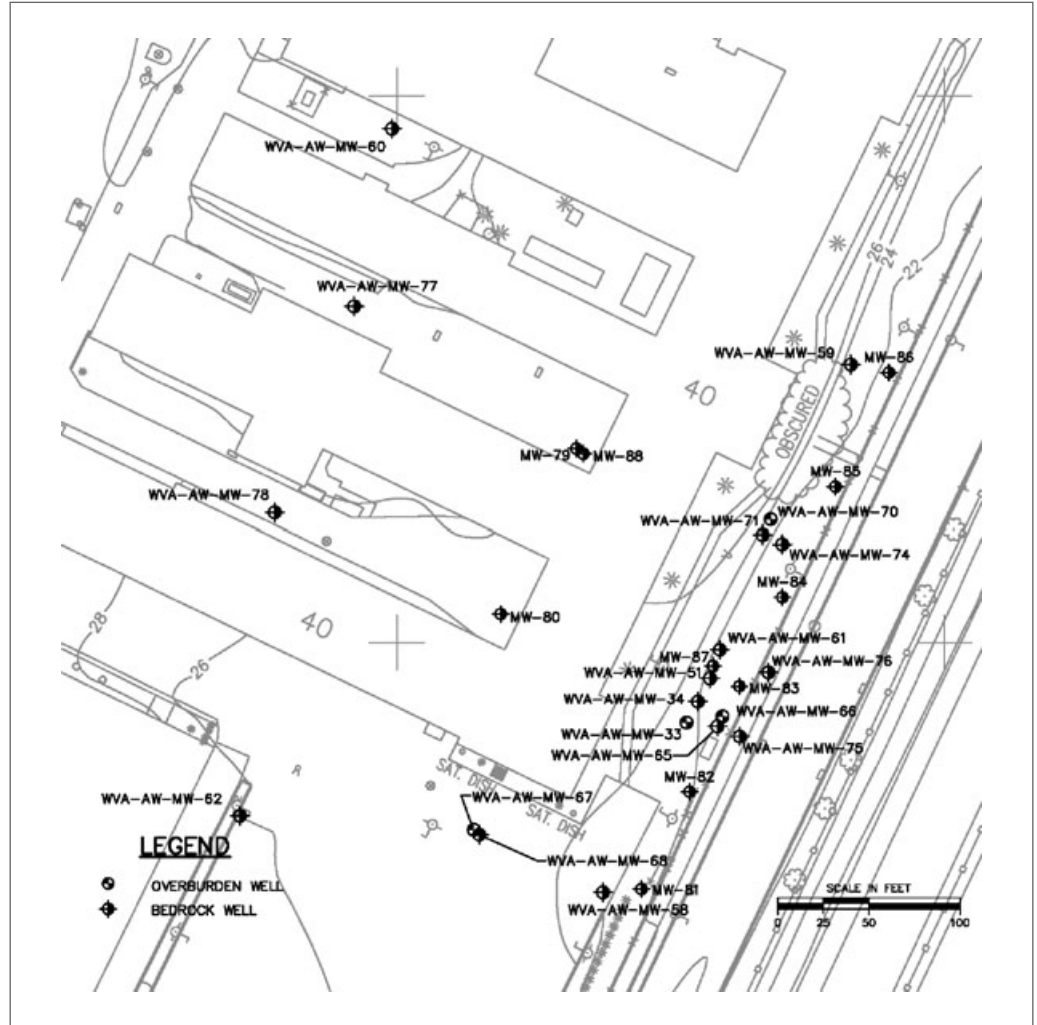 WVA-AW-MW-60
WVA-AW-MW-77
26
24
22
WVA-AW-MW-59
MW-86
40
OBSCURED
MW-79
MW-88
MW-85
WVA-AW-MW-78
WVA-AW-MW-70
WVA-AW-MW-71
WVA-AW-MW-74
MW-84
MW-80
28
40
26
WVA-AW-MW-61
MW-87
WVA-AW-MW-76
WVA-AW-MW-51
MW-83
WVA-AW-MW-34
WVA-AW-MW-66
WVA-AW-MW-33
WVA-AW-MW-75
WVA-AW-MW-65
SAT. DISH
MW-82
WVA-AW-MW-67
WVA-AW-MW-62
SAT. DISH
LEGEND
WVA-AW-MW-68
OVERBURDEN WELL
BEDROCK WELL
MW-81
WVA-AW-MW-58
SCALE IN FEET
0 25 50 100